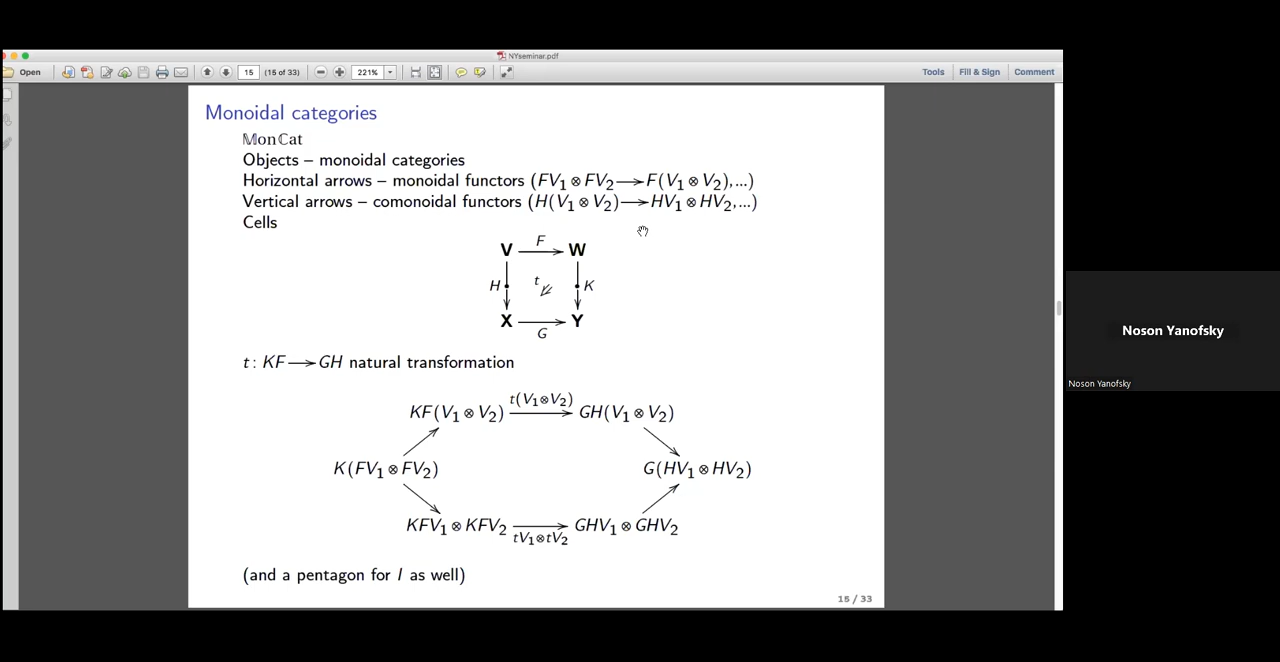 NYseminar.pdf
Open 15 (15 of 33) 221% Tools Fill & Sign Comment
Monoidal categories
𝕄on ℂat
Objects – monoidal categories
Horizontal arrows – monoidal functors (FV₁ ⊗ FV₂ ⟶ F(V₁ ⊗ V₂),...)
Vertical arrows – comonoidal functors (H(V₁ ⊗ V₂) ⟶ HV₁ ⊗ HV₂,...)
Cells
F
V W
H t K
X Y
G
t: KF ⟶ GH natural transformation
t(V₁⊗V₂)
KF(V₁ ⊗ V₂) GH(V₁ ⊗ V₂)
K(FV₁ ⊗ FV₂) G(HV₁ ⊗ HV₂)
KFV₁ ⊗ KFV₂ GHV₁ ⊗ GHV₂
tV₁⊗tV₂
(and a pentagon for I as well)
15 / 33
Noson Yanofsky
Noson Yanofsky